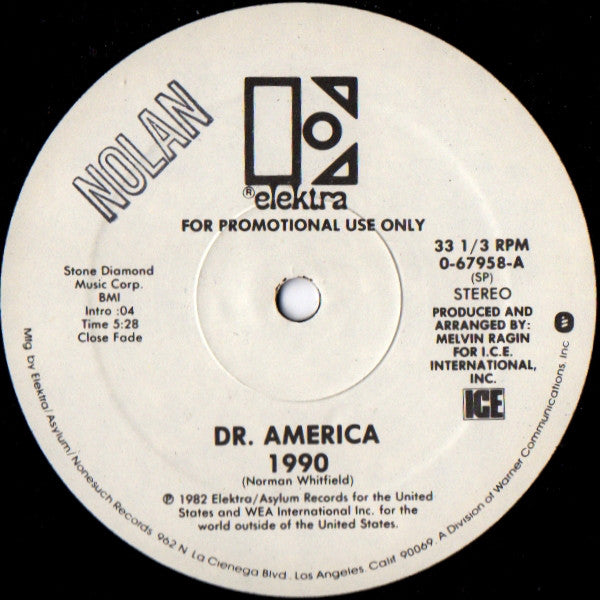 NOLAN
® elektra
FOR PROMOTIONAL USE ONLY
Stone Diamond
Music Corp.
BMI
Intro :04
Time 5:28
Close Fade
33 1/3 RPM
0-67958-A
(SP)
STEREO
PRODUCED AND
ARRANGED BY:
MELVIN RAGIN
FOR I.C.E.
INTERNATIONAL,
INC.
ICE
DR. AMERICA
1990
(Norman Whitfield)
℗ 1982 Elektra/Asylum Records for the United
States and WEA International Inc. for the
world outside of the United States.
Mfg by Elektra/Asylum/Nonesuch Records 962 N. La Cienega Blvd., Los Angeles, Calif. 90069. A Division of Warner Communications, Inc.